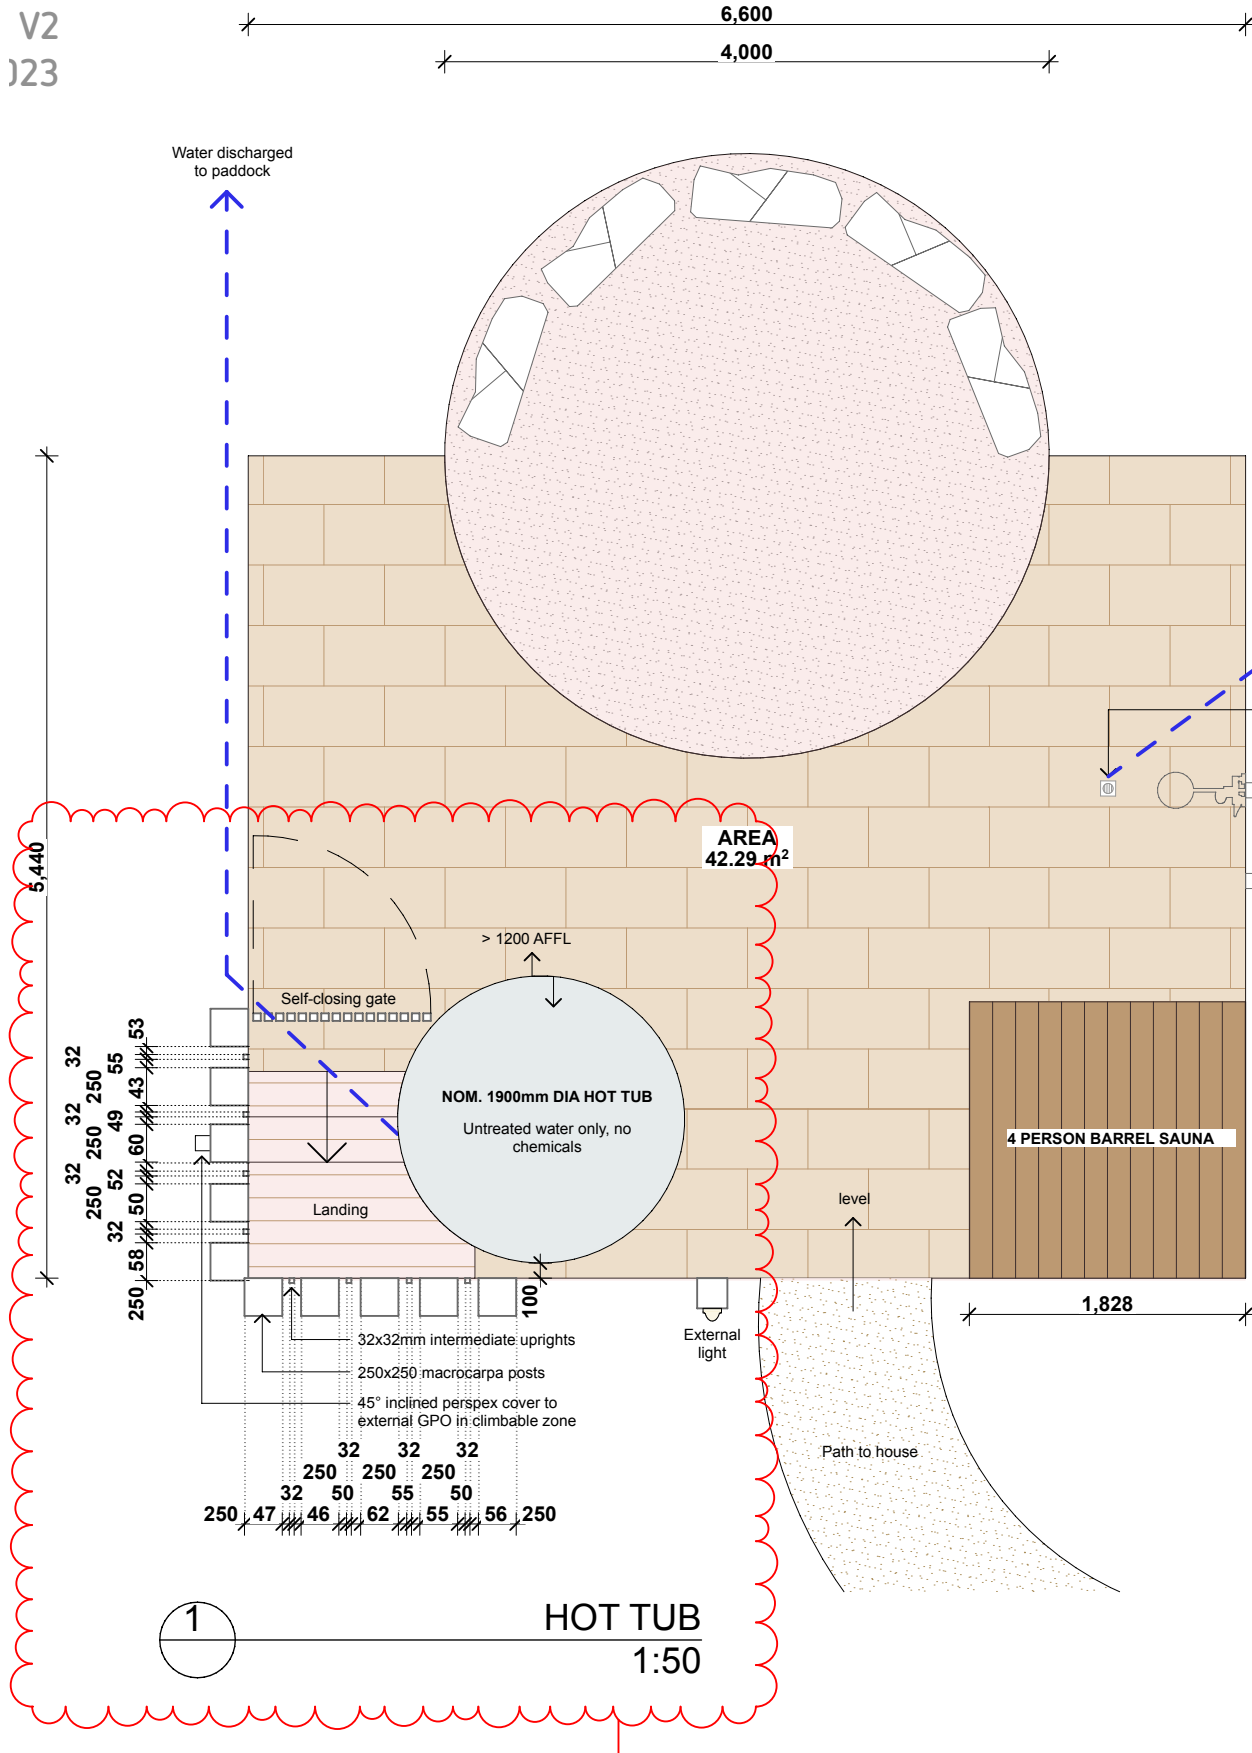 V2
023
6,600
4,000
Water discharged
to paddock
5,440
AREA
42.29 m²
> 1200 AFFL
Self-closing gate
NOM. 1900mm DIA HOT TUB
Untreated water only, no
chemicals
4 PERSON BARREL SAUNA
Landing
level
53
32
55
250
43
32
49
250
60
32
52
250
50
32
58
250
100
1,828
External
light
32x32mm intermediate uprights
250x250 macrocarpa posts
45° inclined perspex cover to
external GPO in climbable zone
Path to house
32 32 32
250 250 250
32 50 55 50
250 47 46 62 55 56 250
1
HOT TUB
1:50